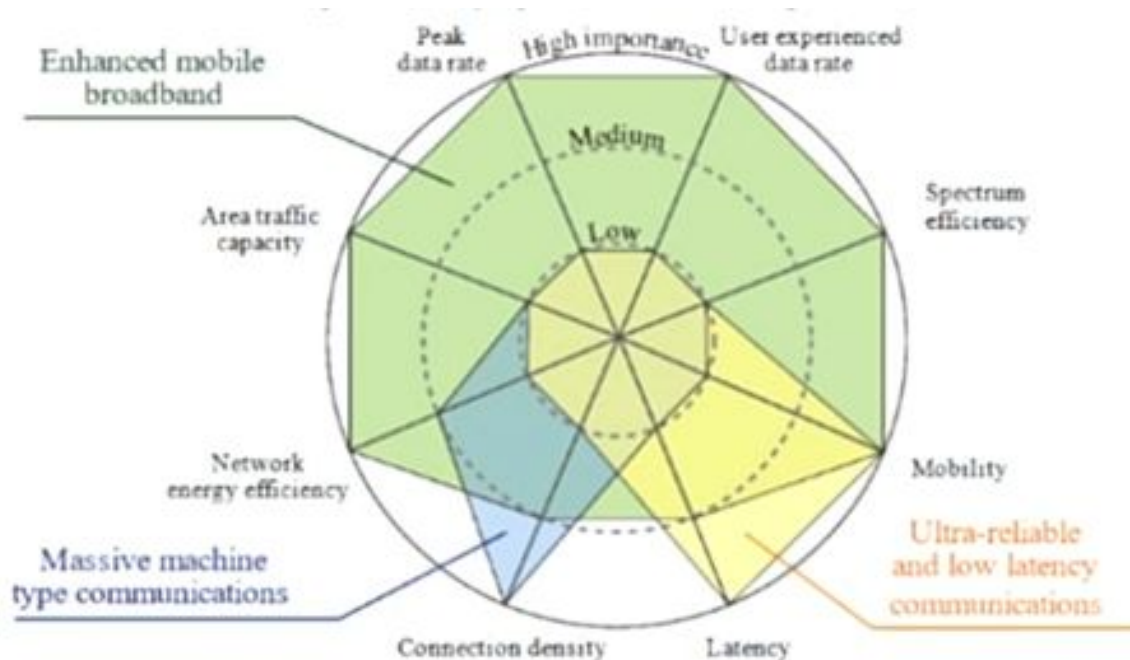 Enhanced mobile
broadband
Peak
data rate
High importance
User experienced
data rate
Medium
Area traffic
capacity
Low
Spectrum
efficiency
Network
energy efficiency
Mobility
Massive machine
type communications
Ultra-reliable
and low latency
communications
Connection density
Latency